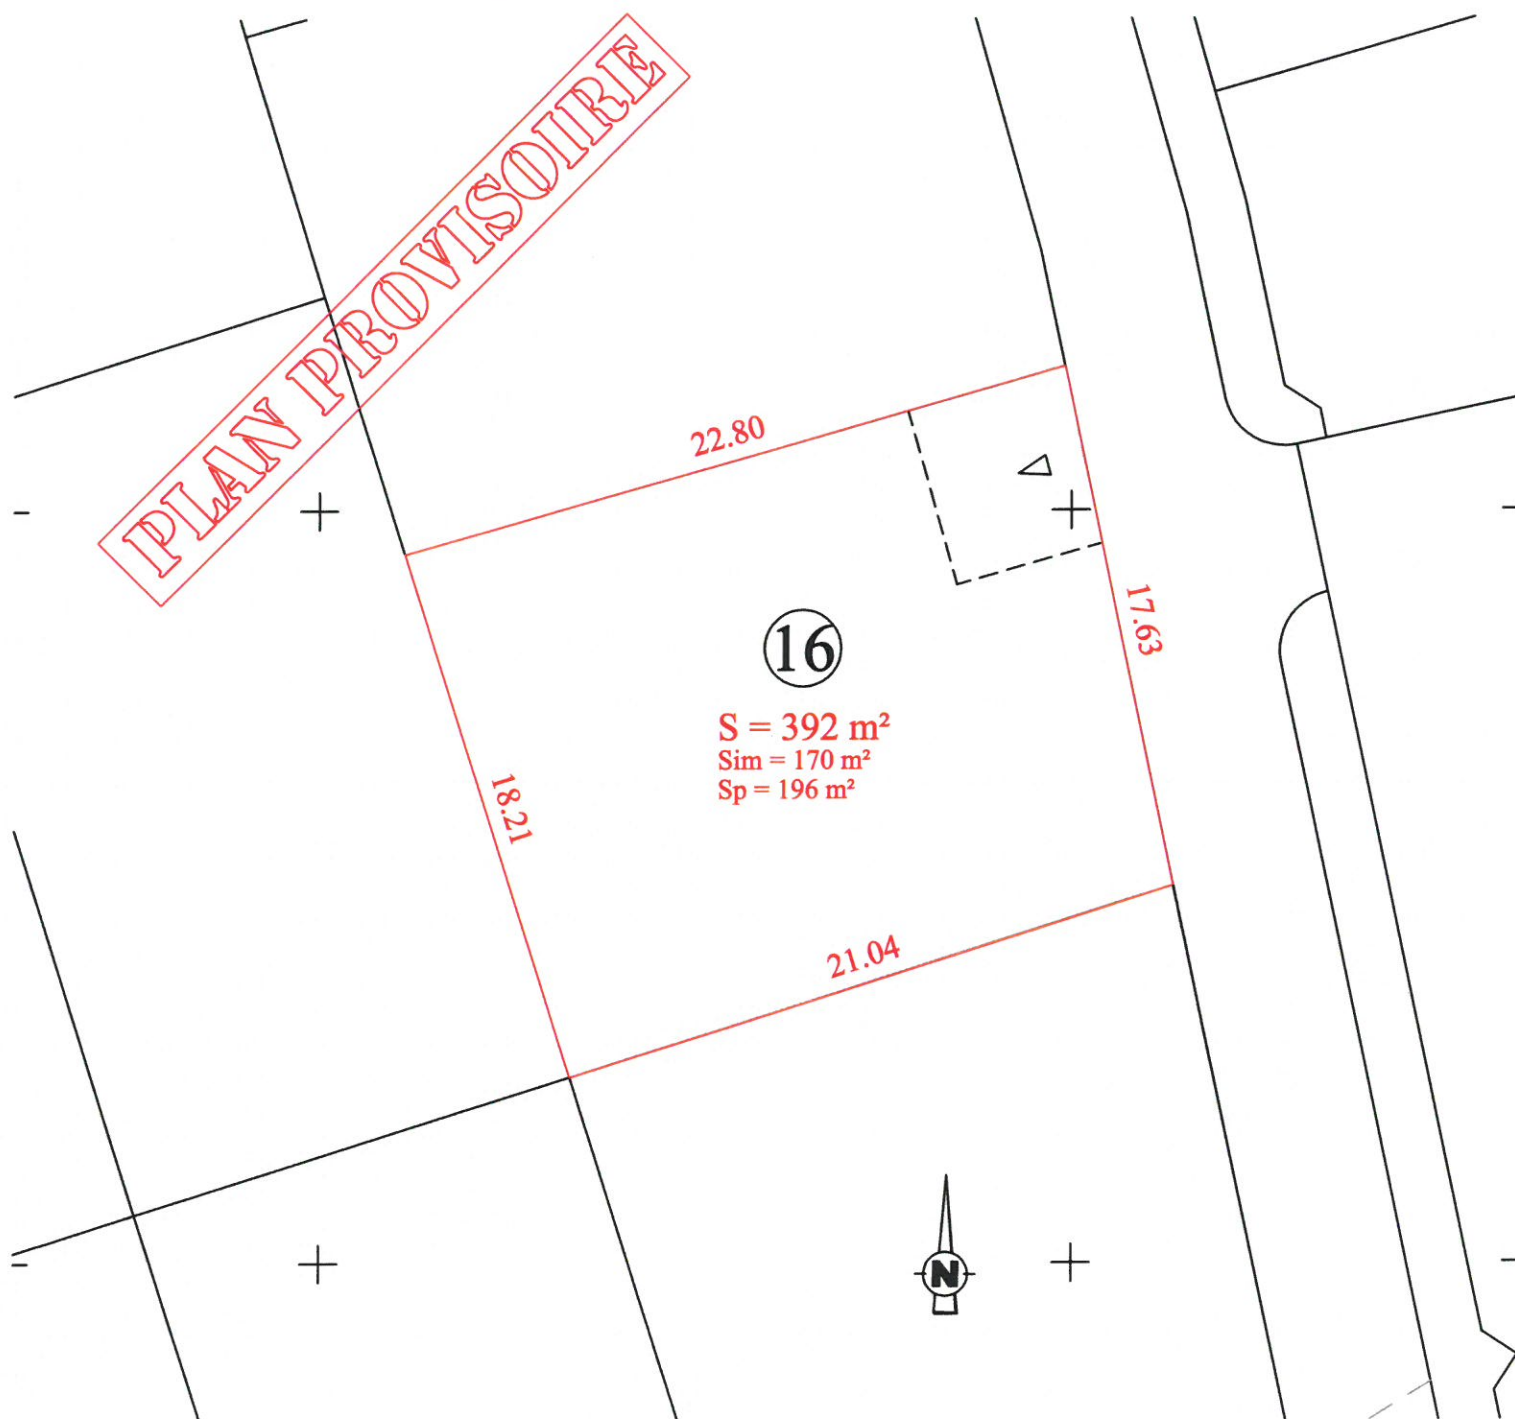 PLAN PROVISOIRE
22.80
17.63
16
S = 392 m²
Sim = 170 m²
Sp = 196 m²
18.21
21.04
N